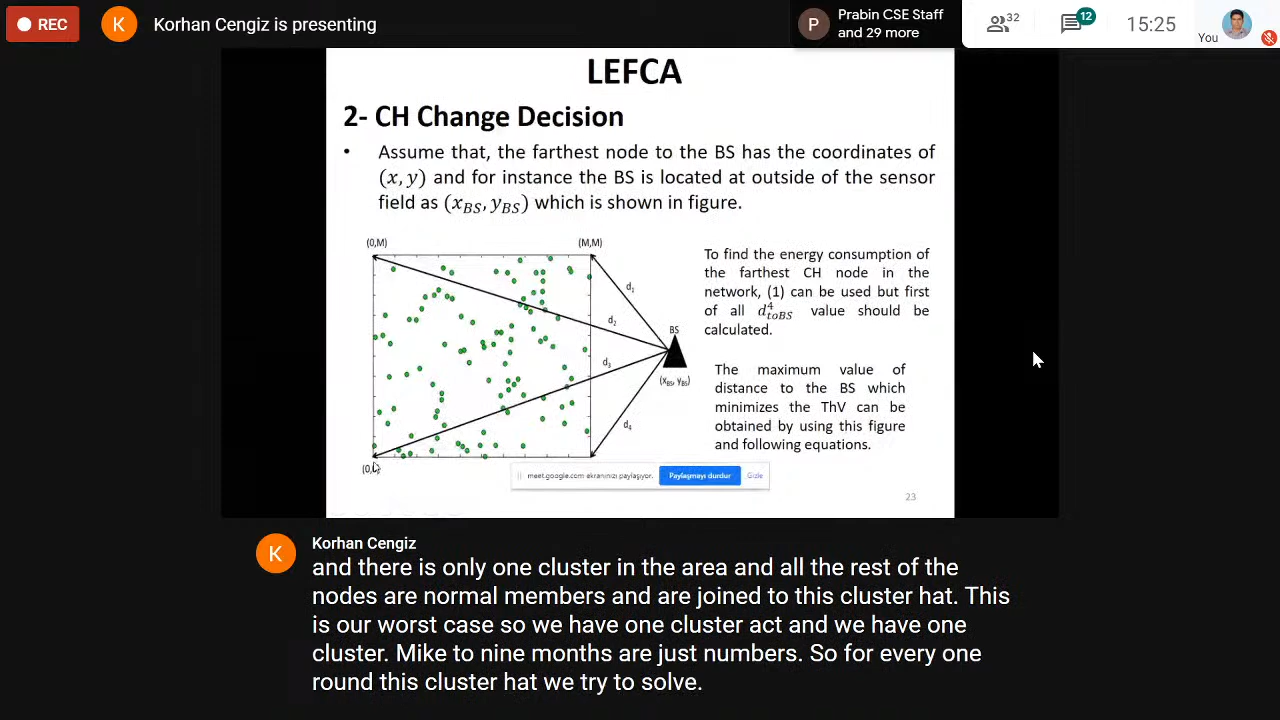 REC
K
Korhan Cengiz is presenting
P
Prabin CSE Staff
and 29 more
32
12
15:25
You
LEFCA
2- CH Change Decision
• Assume that, the farthest node to the BS has the coordinates of
(x, y) and for instance the BS is located at outside of the sensor
field as (x_BS, y_BS) which is shown in figure.
(0,M)
(M,M)
d1
d2
BS
d3
(xBS, yBS)
d4
To find the energy consumption of
the farthest CH node in the
network, (1) can be used but first
of all d⁴toBS value should be
calculated.
The maximum value of
distance to the BS which
minimizes the ThV can be
obtained by using this figure
and following equations.
meet.google.com ekranınızı paylaşıyor.
Paylaşmayı durdur
Gizle
23
K
Korhan Cengiz
and there is only one cluster in the area and all the rest of the
nodes are normal members and are joined to this cluster hat. This
is our worst case so we have one cluster act and we have one
cluster. Mike to nine months are just numbers. So for every one
round this cluster hat we try to solve.